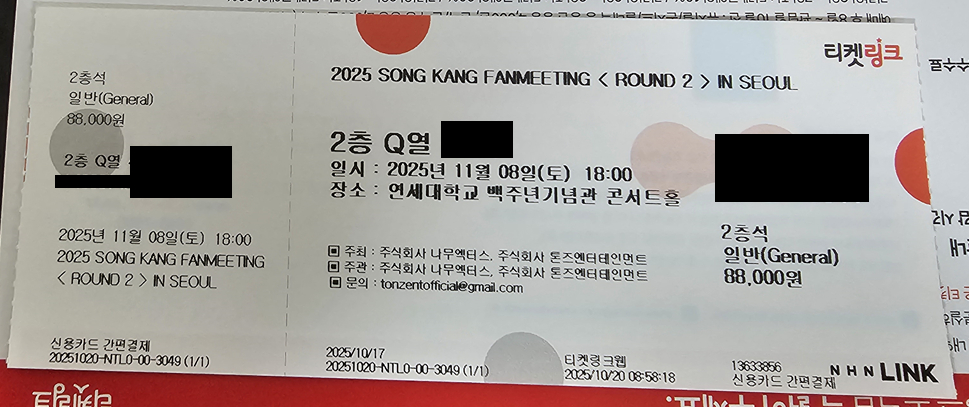 2층석
일반(General)
88,000원
2층 Q열
2025년 11월 08일(토) 18:00
2025 SONG KANG FANMEETING
< ROUND 2 > IN SEOUL
신용카드 간편결제
20251020-NTL0-00-3049 (1/1)
티켓링크
2025 SONG KANG FANMEETING < ROUND 2 > IN SEOUL
2층 Q열
일시 : 2025년 11월 08일(토) 18:00
장소 : 연세대학교 백주년기념관 콘서트홀
2층석
일반(General)
88,000원
▣ 주최 : 주식회사 나무엑터스, 주식회사 돈즈엔터테인먼트
▣ 주관 : 주식회사 나무엑터스, 주식회사 돈즈엔터테인먼트
▣ 문의 : tonzentofficial@gmail.com
2025/10/17
20251020-NTL0-00-3049 (1/1)
티켓링크웹
2025/10/20 08:58:18
13633856
신용카드 간편결제
NHN LINK
티켓링크